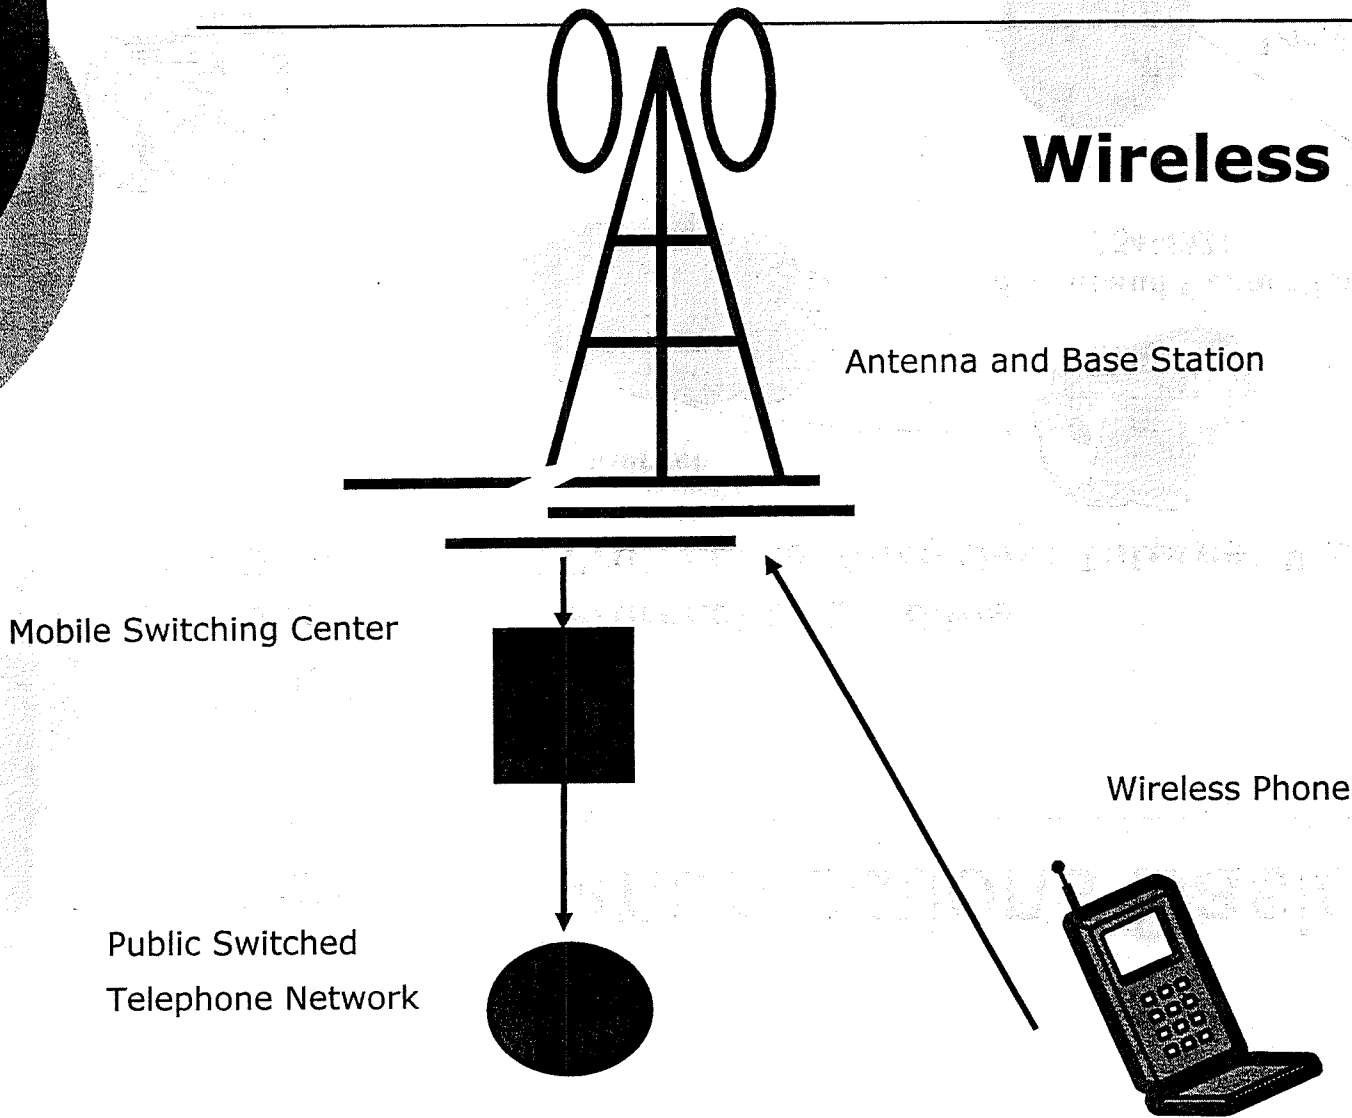 Wireless
Antenna and Base Station
Mobile Switching Center
Wireless Phone
Public Switched
Telephone Network